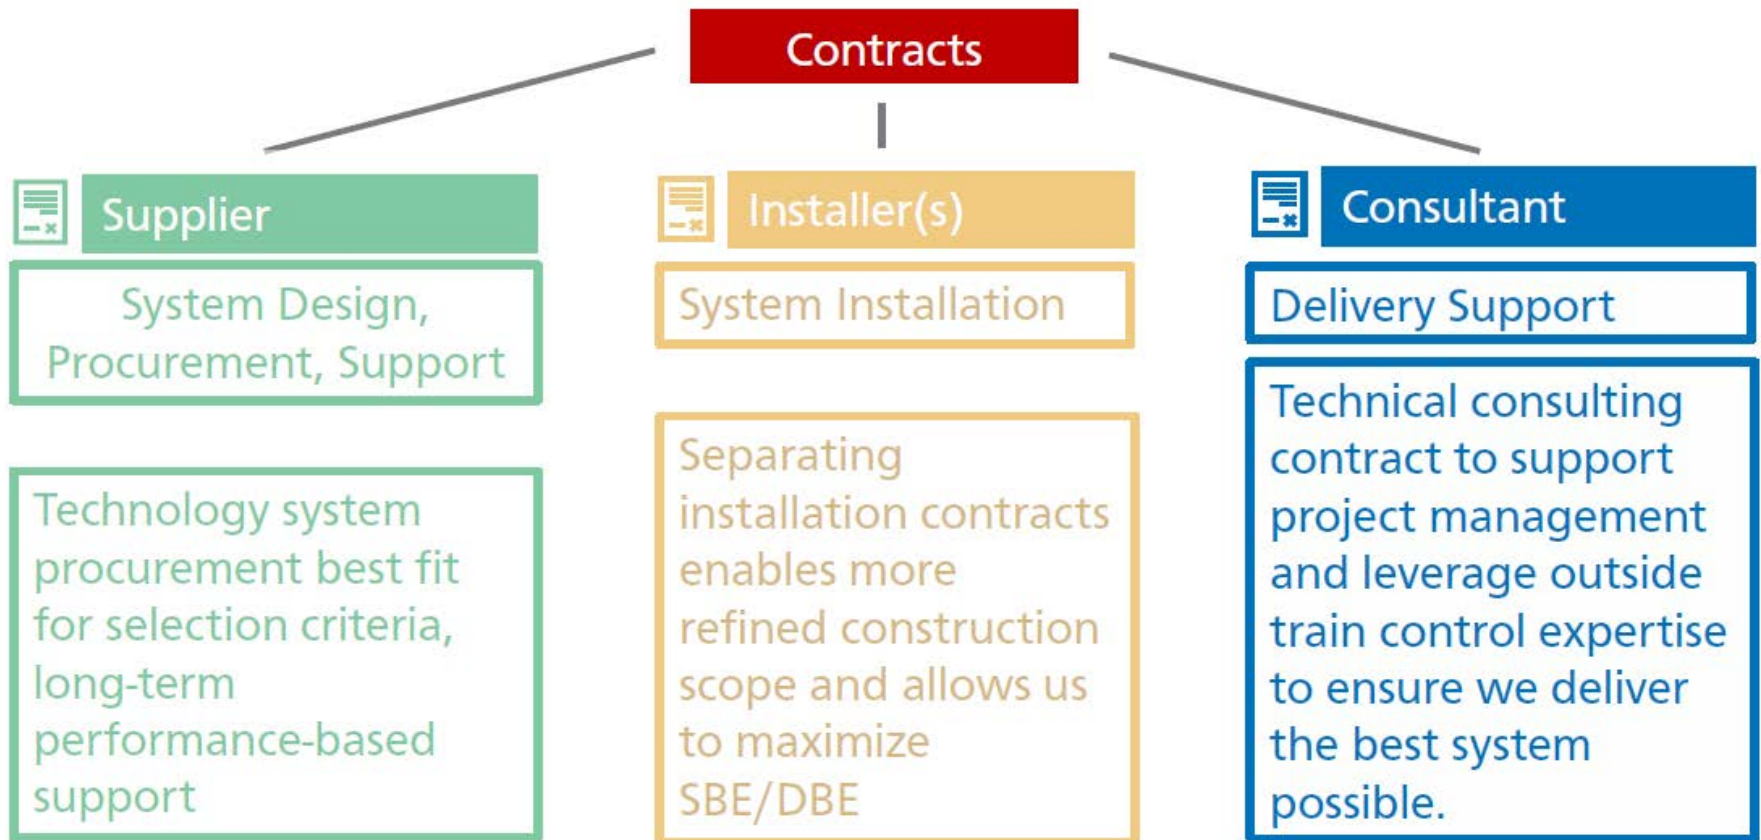 Contracts
Supplier
System Design,
Procurement, Support
Technology system
procurement best fit
for selection criteria,
long-term
performance-based
support
Installer(s)
System Installation
Separating
installation contracts
enables more
refined construction
scope and allows us
to maximize
SBE/DBE
Consultant
Delivery Support
Technical consulting
contract to support
project management
and leverage outside
train control expertise
to ensure we deliver
the best system
possible.